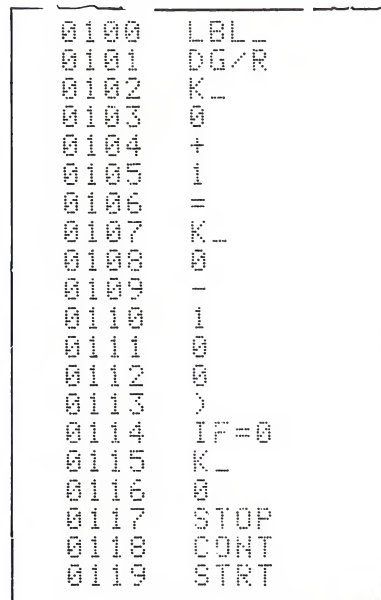 0100 LBL_
0101 DG/R
0102 K_
0103 0
0104 +
0105 i
0106 =
0107 K_
0108 0
0109 -
0110 1
0111 0
0112 0
0113 )
0114 IF=0
0115 K_
0116 0
0117 STOP
0118 CONT
0119 STRT